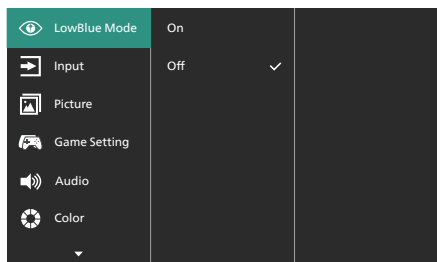 LowBlue Mode
On
Input
Off
Picture
Game Setting
Audio
Color